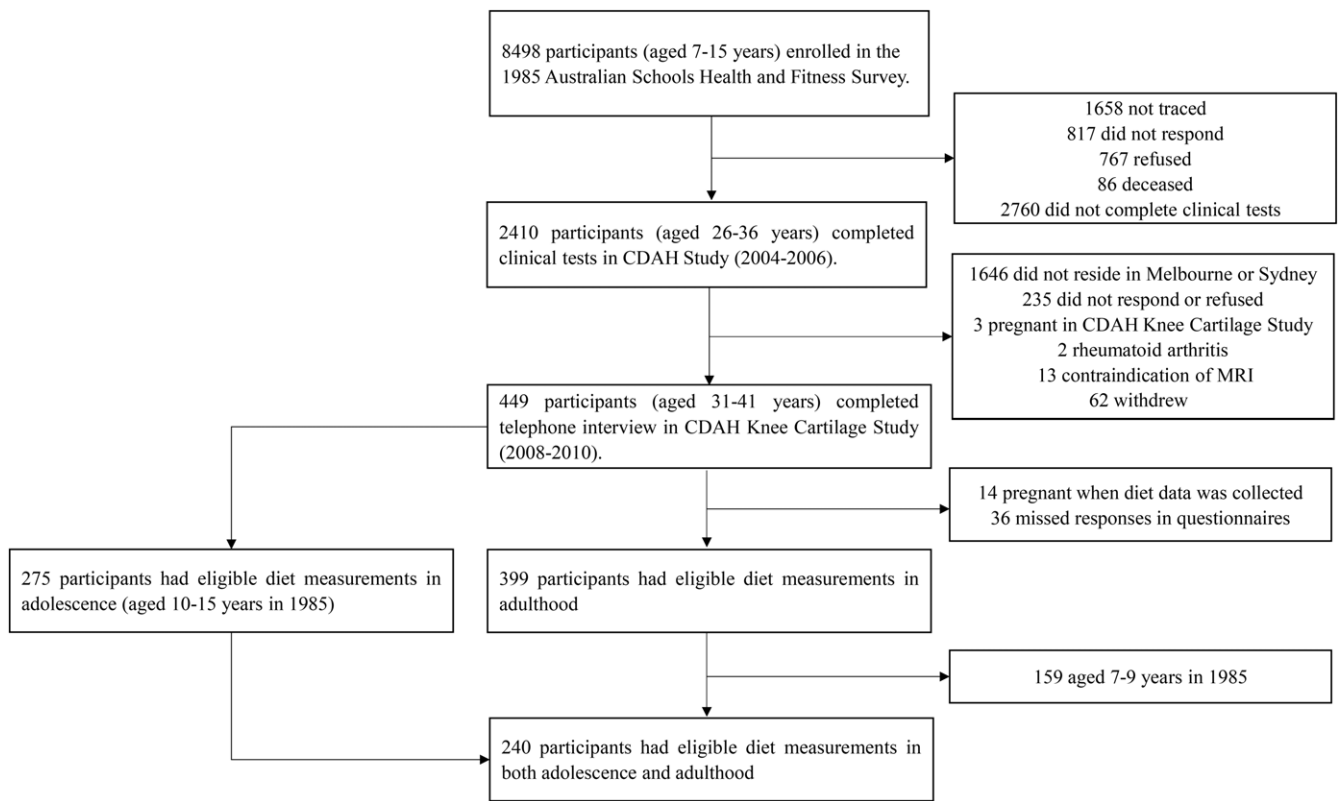 8498 participants (aged 7-15 years) enrolled in the
1985 Australian Schools Health and Fitness Survey.
1658 not traced
817 did not respond
767 refused
86 deceased
2760 did not complete clinical tests
2410 participants (aged 26-36 years) completed
clinical tests in CDAH Study (2004-2006).
1646 did not reside in Melbourne or Sydney
235 did not respond or refused
3 pregnant in CDAH Knee Cartilage Study
2 rheumatoid arthritis
13 contraindication of MRI
62 withdrew
449 participants (aged 31-41 years) completed
telephone interview in CDAH Knee Cartilage Study
(2008-2010).
14 pregnant when diet data was collected
36 missed responses in questionnaires
275 participants had eligible diet measurements in
adolescence (aged 10-15 years in 1985)
399 participants had eligible diet measurements in
adulthood
159 aged 7-9 years in 1985
240 participants had eligible diet measurements in
both adolescence and adulthood